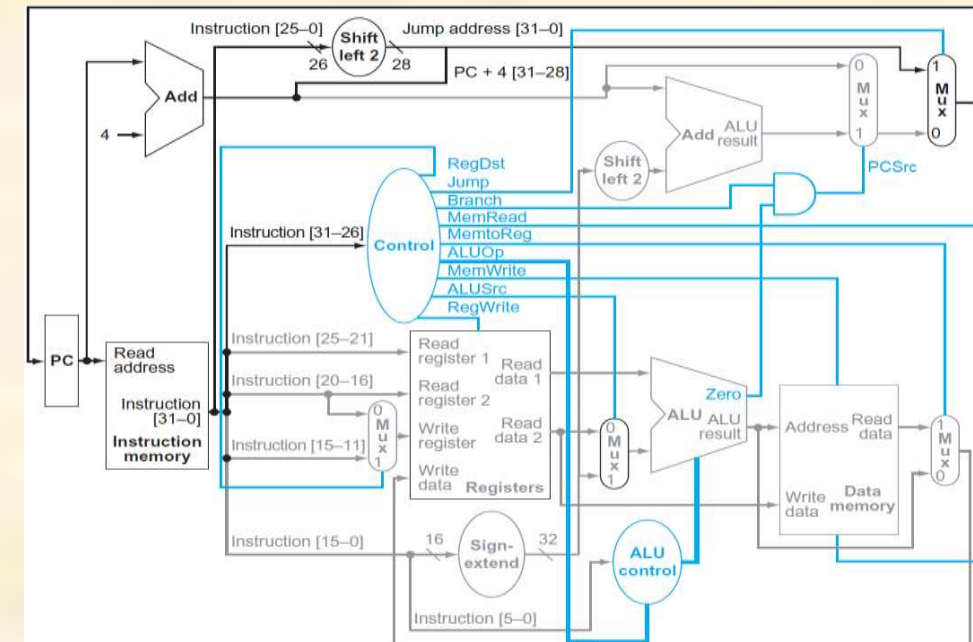 Instruction [25–0]
Shift
left 2
Jump address [31–0]
26
28
PC + 4 [31–28]
Add
4
0
M
u
x
1
1
M
u
x
0
Add
ALU
result
Shift
left 2
PCSrc
RegDst
Jump
Branch
MemRead
MemtoReg
ALUOp
MemWrite
ALUSrc
RegWrite
Instruction [31–26]
Control
PC
Read
address
Instruction
[31–0]
Instruction
memory
Instruction [25–21]
Instruction [20–16]
Instruction [15–11]
0
M
u
x
1
Read
register 1
Read
register 2
Write
register
Write
data
Read
data 1
Read
data 2
Registers
0
M
u
x
1
Zero
ALU
ALU
result
Address
Read
data
Write
data
Data
memory
1
M
u
x
0
Instruction [15–0]
16
Sign-
extend
32
ALU
control
Instruction [5–0]